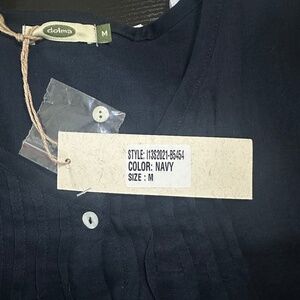 dolma
M
STYLE: I13S2021-B5454
COLOR: NAVY
SIZE : M